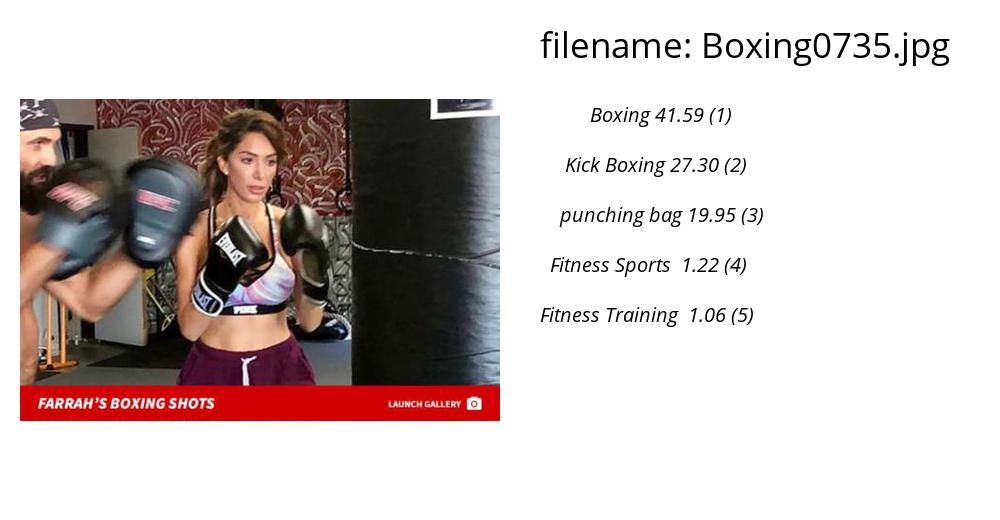 filename: Boxing0735.jpg
Boxing 41.59 (1)
Kick Boxing 27.30 (2)
punching bag 19.95 (3)
Fitness Sports 1.22 (4)
Fitness Training 1.06 (5)
EVERLAST
PINK
FARRAH'S BOXING SHOTS
LAUNCH GALLERY